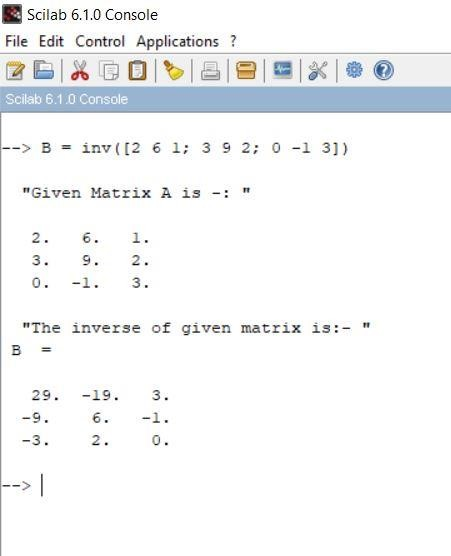 Scilab 6.1.0 Console
File Edit Control Applications ?
Scilab 6.1.0 Console
--> B = inv([2 6 1; 3 9 2; 0 -1 3])
"Given Matrix A is -: "
2. 6. 1.
3. 9. 2.
0. -1. 3.
"The inverse of given matrix is:- "
B =
29. -19. 3.
-9. 6. -1.
-3. 2. 0.
-->